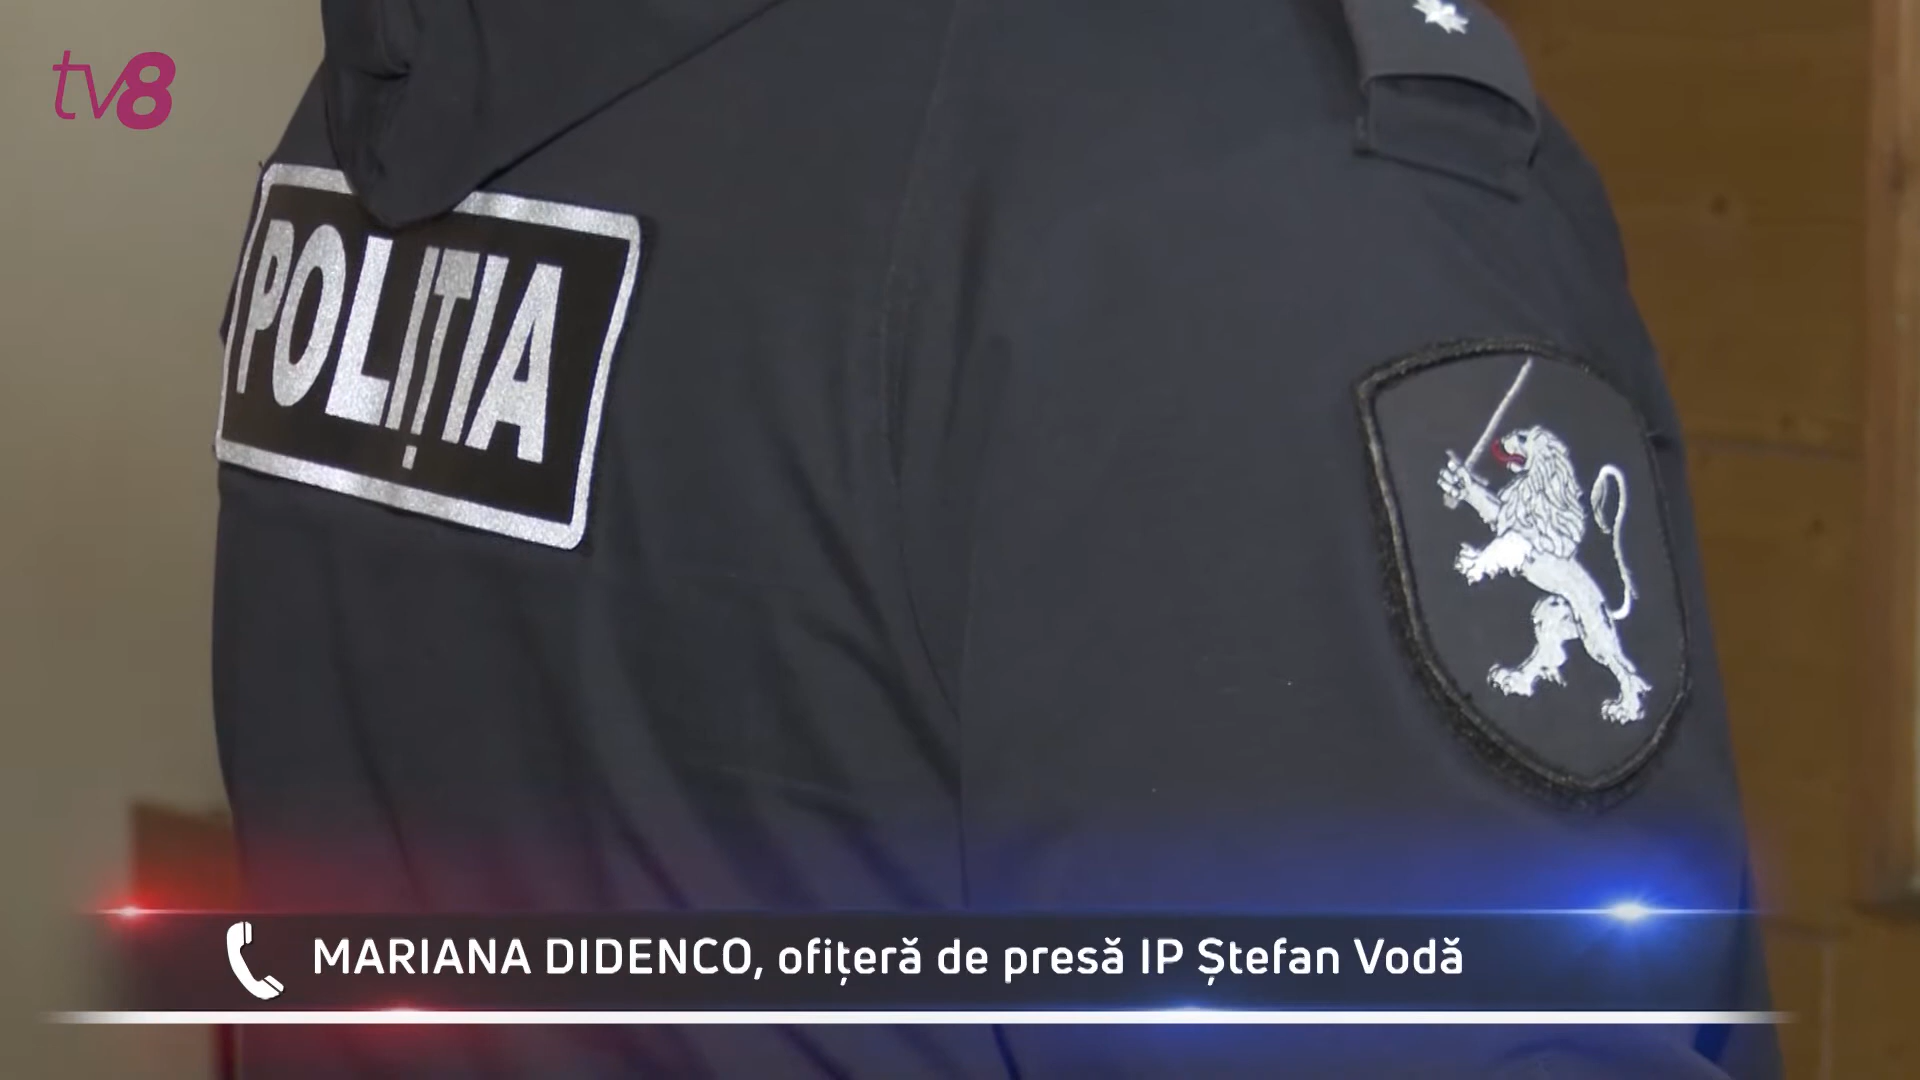 tv8
POLIȚIA
MARIANA DIDENCO, ofițeră de presă IP Ștefan Vodă